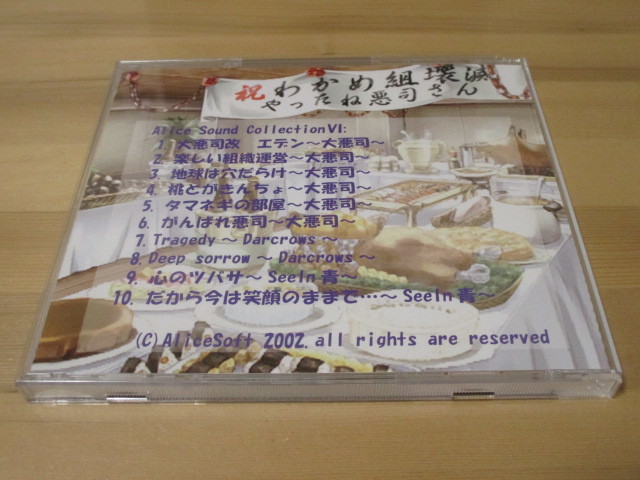 祝わかめ組壊滅
やったね悪司さん
Alice Sound CollectionⅥ:
1. 大悪司改 エデン～大悪司～
2. 楽しい組織運営～大悪司～
3. 地球は穴だらけ～大悪司～
4. 桃とがきんちょ～大悪司～
5. タマネギの部屋～大悪司～
6. がんばれ悪司～大悪司～
7. Tragedy ～ Darcrows ～
8. Deep sorrow ～ Darcrows ～
9. 心のツバサ～ SeeIn 青～
10. だから今は笑顔のままで…～ SeeIn 青～
(C)AliceSoft 2002. all rights are reserved